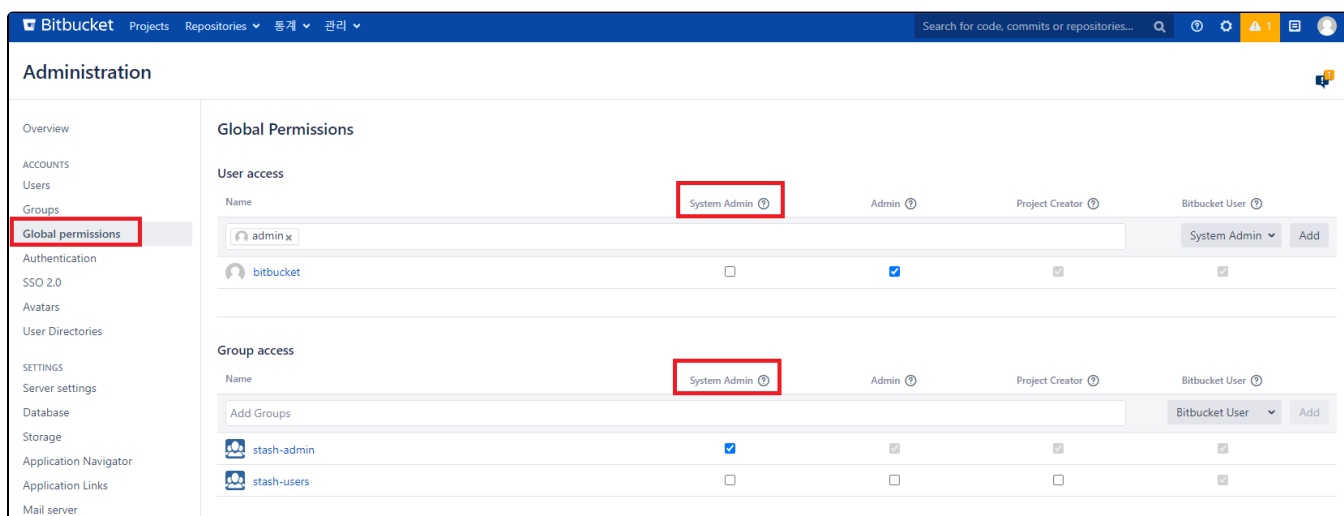 Bitbucket Projects Repositories 통계 관리 Search for code, commits or repositories... 1
Administration
1
Overview
ACCOUNTS
Users
Groups
Global permissions
Authentication
SSO 2.0
Avatars
User Directories
SETTINGS
Server settings
Database
Storage
Application Navigator
Application Links
Mail server
Global Permissions
User access
Name System Admin Admin Project Creator Bitbucket User
admin x System Admin Add
bitbucket
Group access
Name System Admin Admin Project Creator Bitbucket User
Add Groups Bitbucket User Add
stash-admin
stash-users